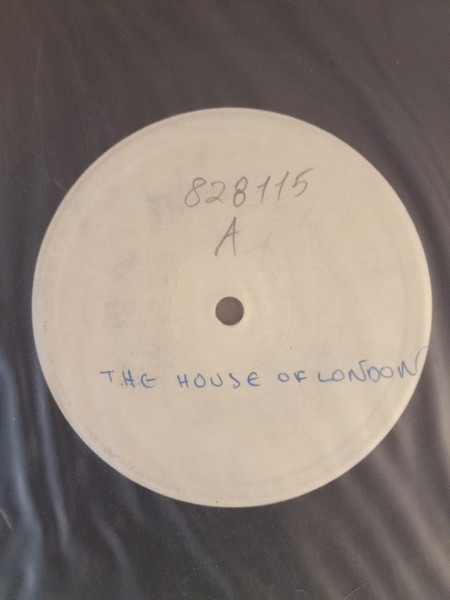 828115
A
THE HOUSE OF LONDON